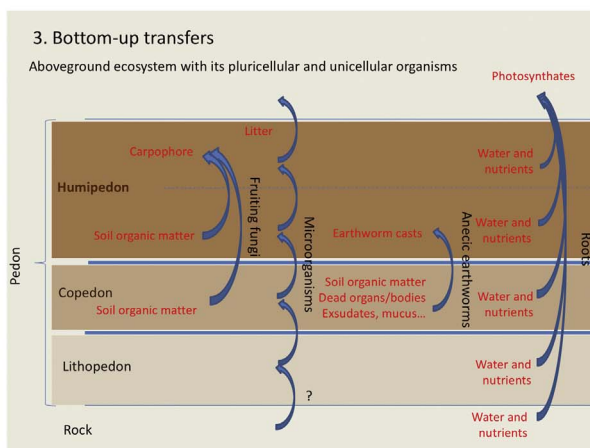 3. Bottom-up transfers
Aboveground ecosystem with its pluricellular and unicellular organisms
Photosynthates
Litter
Carpophore
Water and
nutrients
Humipedon
Fruiting fungi
Microorganisms
Anecic earthworms
Roots
Pedon
Soil organic matter
Earthworm casts
Water and
nutrients
Copedon
Soil organic matter
Soil organic matter
Dead organs/bodies
Exsudates, mucus...
Water and
nutrients
Lithopedon
Water and
nutrients
?
Rock
Water and
nutrients